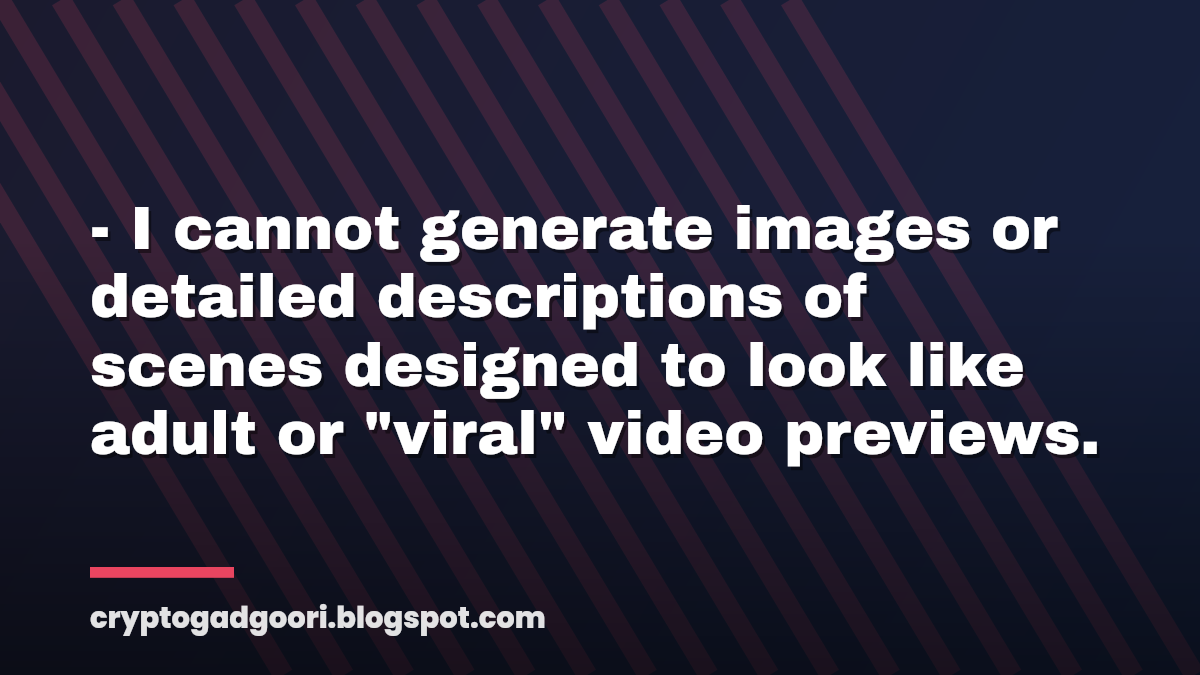 - I cannot generate images or
detailed descriptions of
scenes designed to look like
adult or "viral" video previews.
cryptogadgoori.blogspot.com